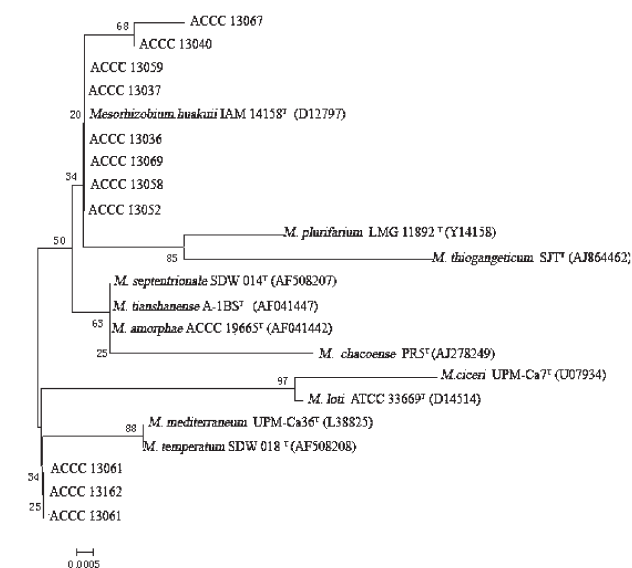 68
ACCC 13067
ACCC 13040
ACCC 13059
ACCC 13037
20
Mesorhizobium huakuii IAM 14158ᵀ (D12797)
ACCC 13036
ACCC 13069
34
ACCC 13058
ACCC 13052
50
M. plurifarium LMG 11892 ᵀ (Y14158)
85
M. thiogangeticum SJTᵀ (AJ864462)
M. septentrionale SDW 014ᵀ (AF508207)
M. tianshanense A-1BSᵀ (AF041447)
63
M. amorphae ACCC 19665ᵀ (AF041442)
25
M. chacoense PR5ᵀ (AJ278249)
97
M.ciceri UPM-Ca7ᵀ (U07934)
M. loti ATCC 33669ᵀ (D14514)
88
M. mediterraneum UPM-Ca36ᵀ (L38825)
M. temperatum SDW 018 ᵀ (AF508208)
ACCC 13061
34
ACCC 13162
25
ACCC 13061
0.0005